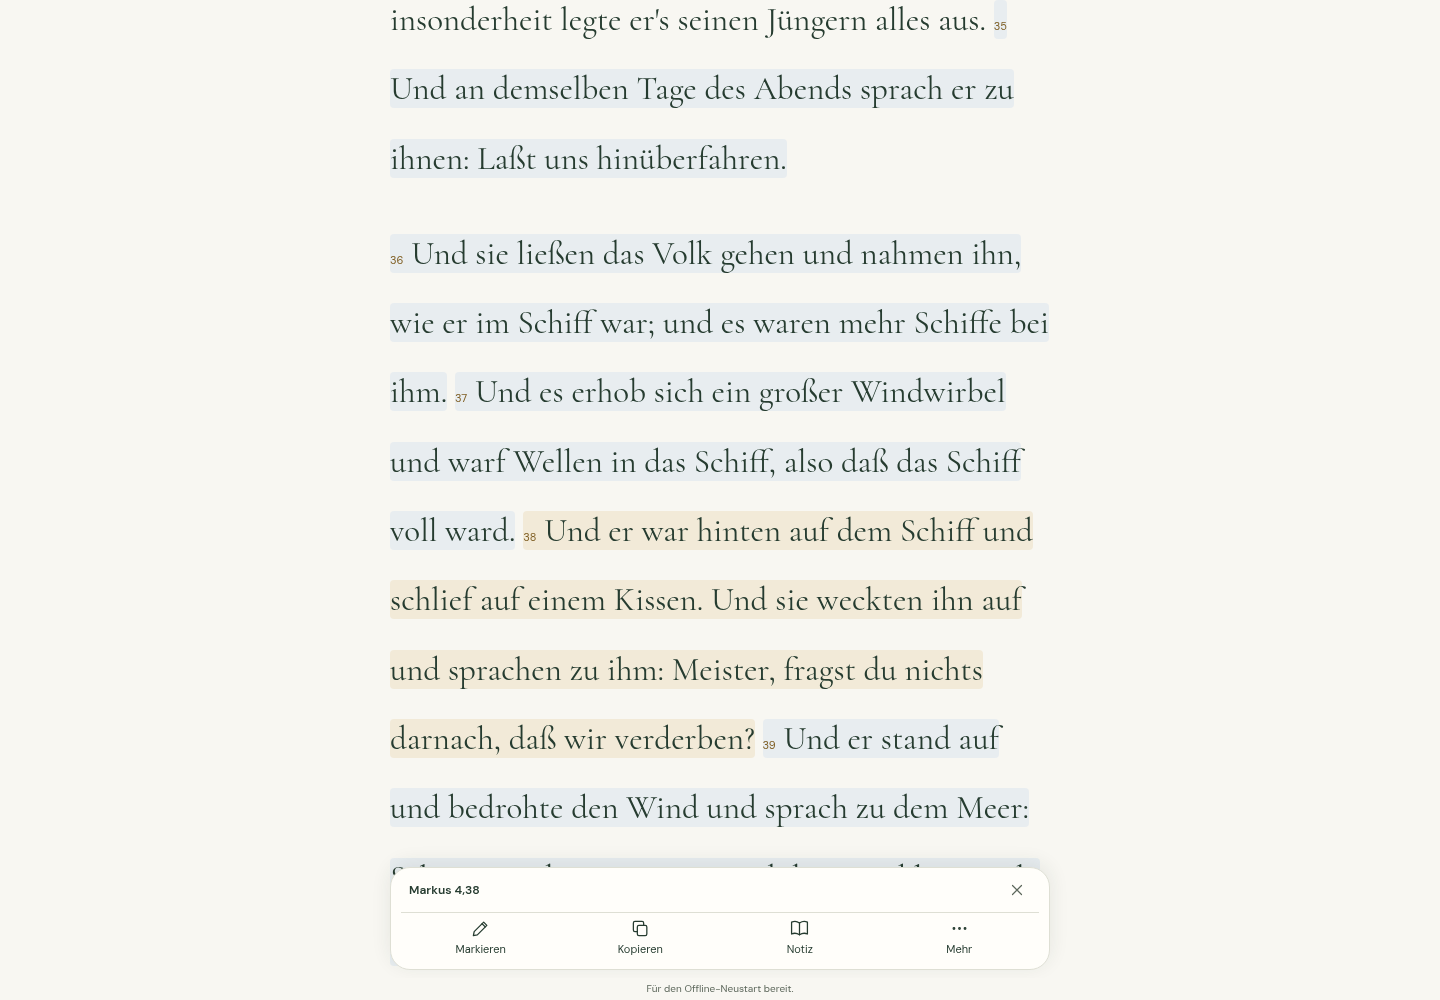 insonderheit legte er's seinen Jüngern alles aus. 35
Und an demselben Tage des Abends sprach er zu
ihnen: Laßt uns hinüberfahren.
36 Und sie ließen das Volk gehen und nahmen ihn,
wie er im Schiff war; und es waren mehr Schiffe bei
ihm. 37 Und es erhob sich ein großer Windwirbel
und warf Wellen in das Schiff, also daß das Schiff
voll ward. 38 Und er war hinten auf dem Schiff und
schlief auf einem Kissen. Und sie weckten ihn auf
und sprachen zu ihm: Meister, fragst du nichts
darnach, daß wir verderben? 39 Und er stand auf
und bedrohte den Wind und sprach zu dem Meer:
Markus 4,38
Markieren Kopieren Notiz Mehr
Für den Offline-Neustart bereit.